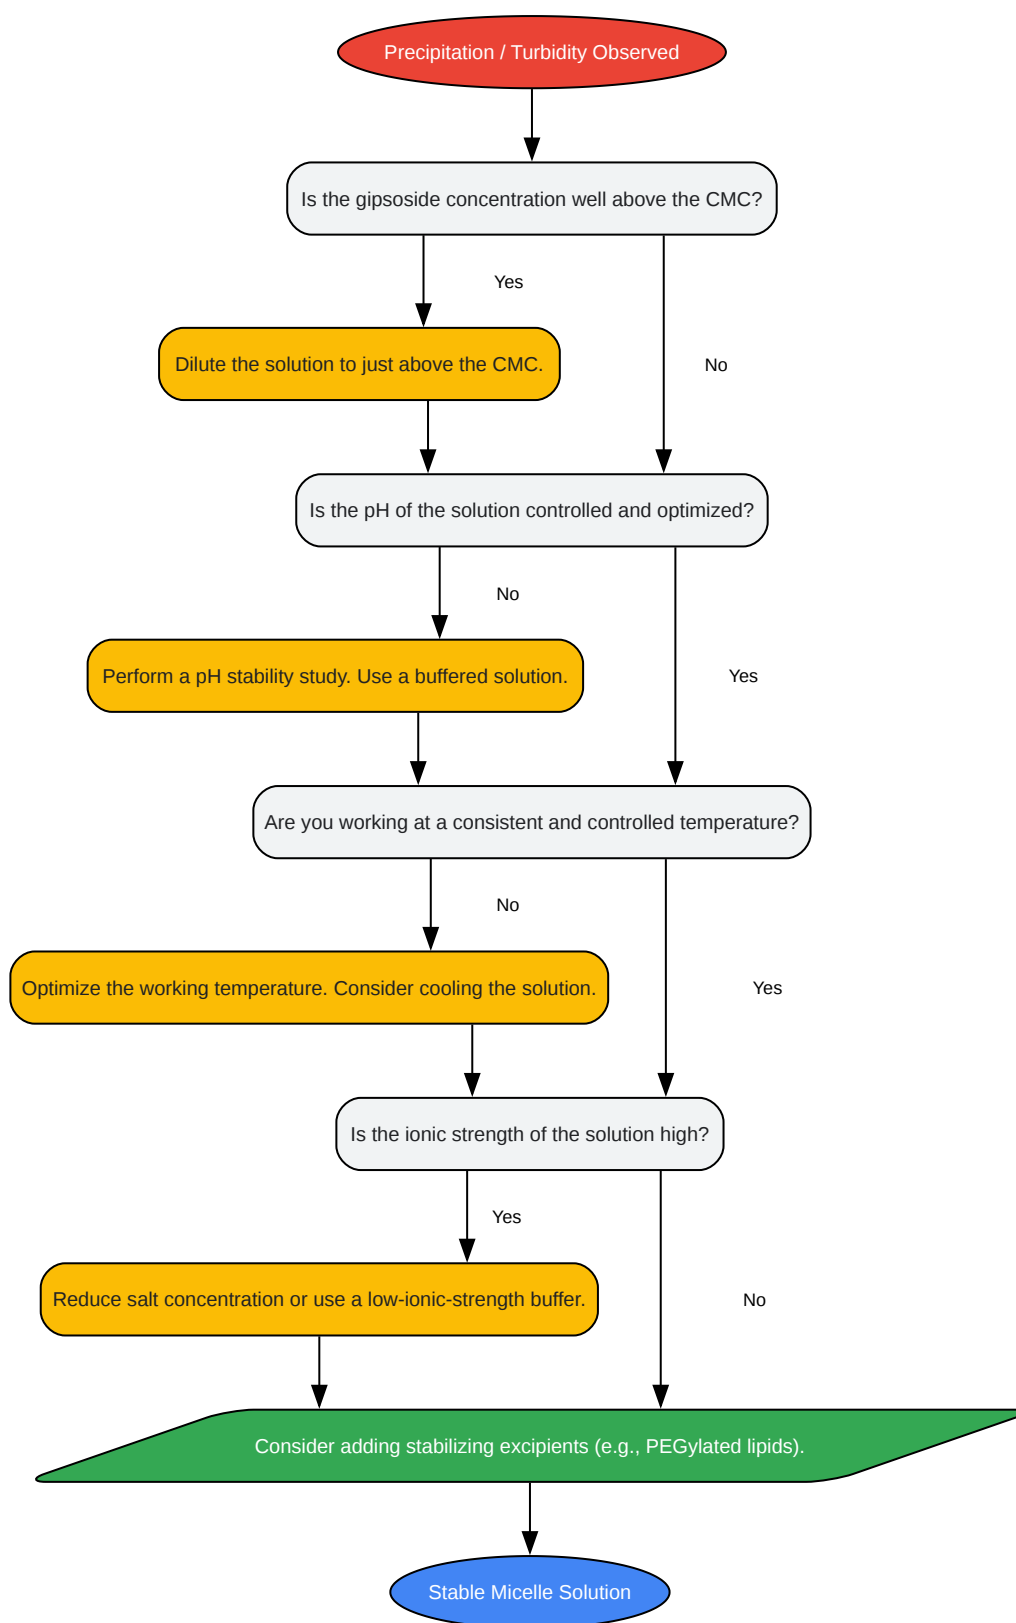 Precipitation / Turbidity Observed
Is the gipsoside concentration well above the CMC?
Yes
Dilute the solution to just above the CMC.
No
Is the pH of the solution controlled and optimized?
No
Perform a pH stability study. Use a buffered solution.
Yes
Are you working at a consistent and controlled temperature?
No
Optimize the working temperature. Consider cooling the solution.
Yes
Is the ionic strength of the solution high?
Yes
Reduce salt concentration or use a low-ionic-strength buffer.
No
Consider adding stabilizing excipients (e.g., PEGylated lipids).
Stable Micelle Solution